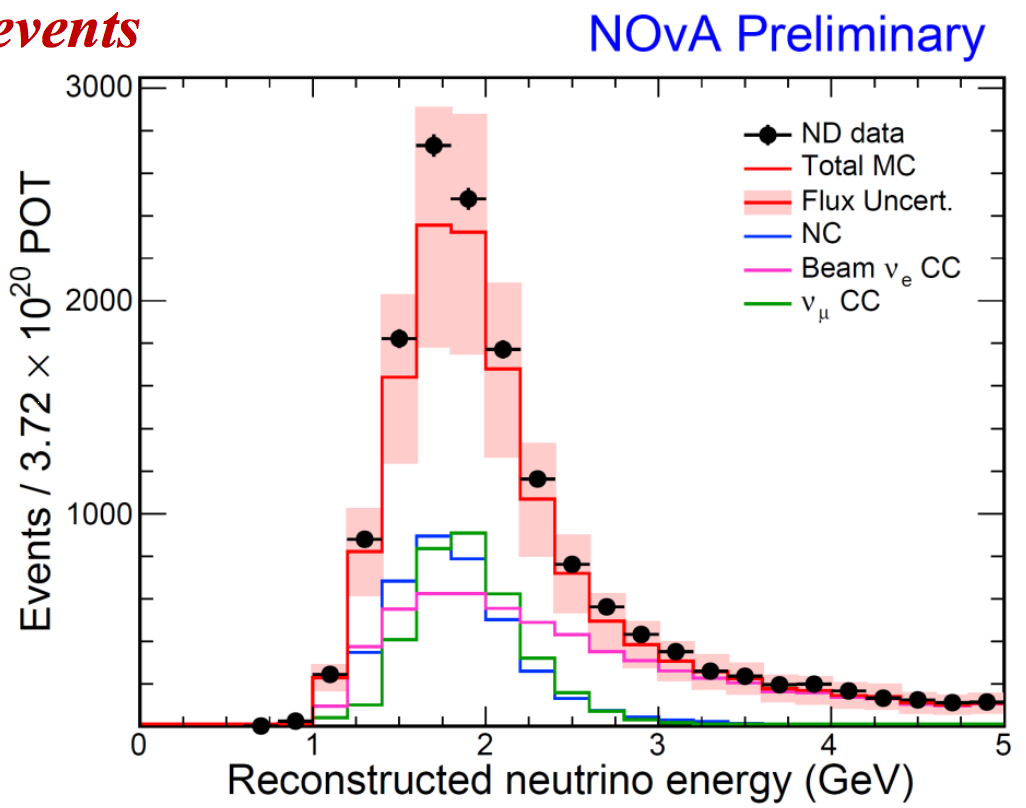 events
NOvA Preliminary
Events / 3.72 × 10²⁰ POT
3000
2000
1000
ND data
Total MC
Flux Uncert.
NC
Beam νₑ CC
ν_μ CC
0 1 2 3 4 5
Reconstructed neutrino energy (GeV)